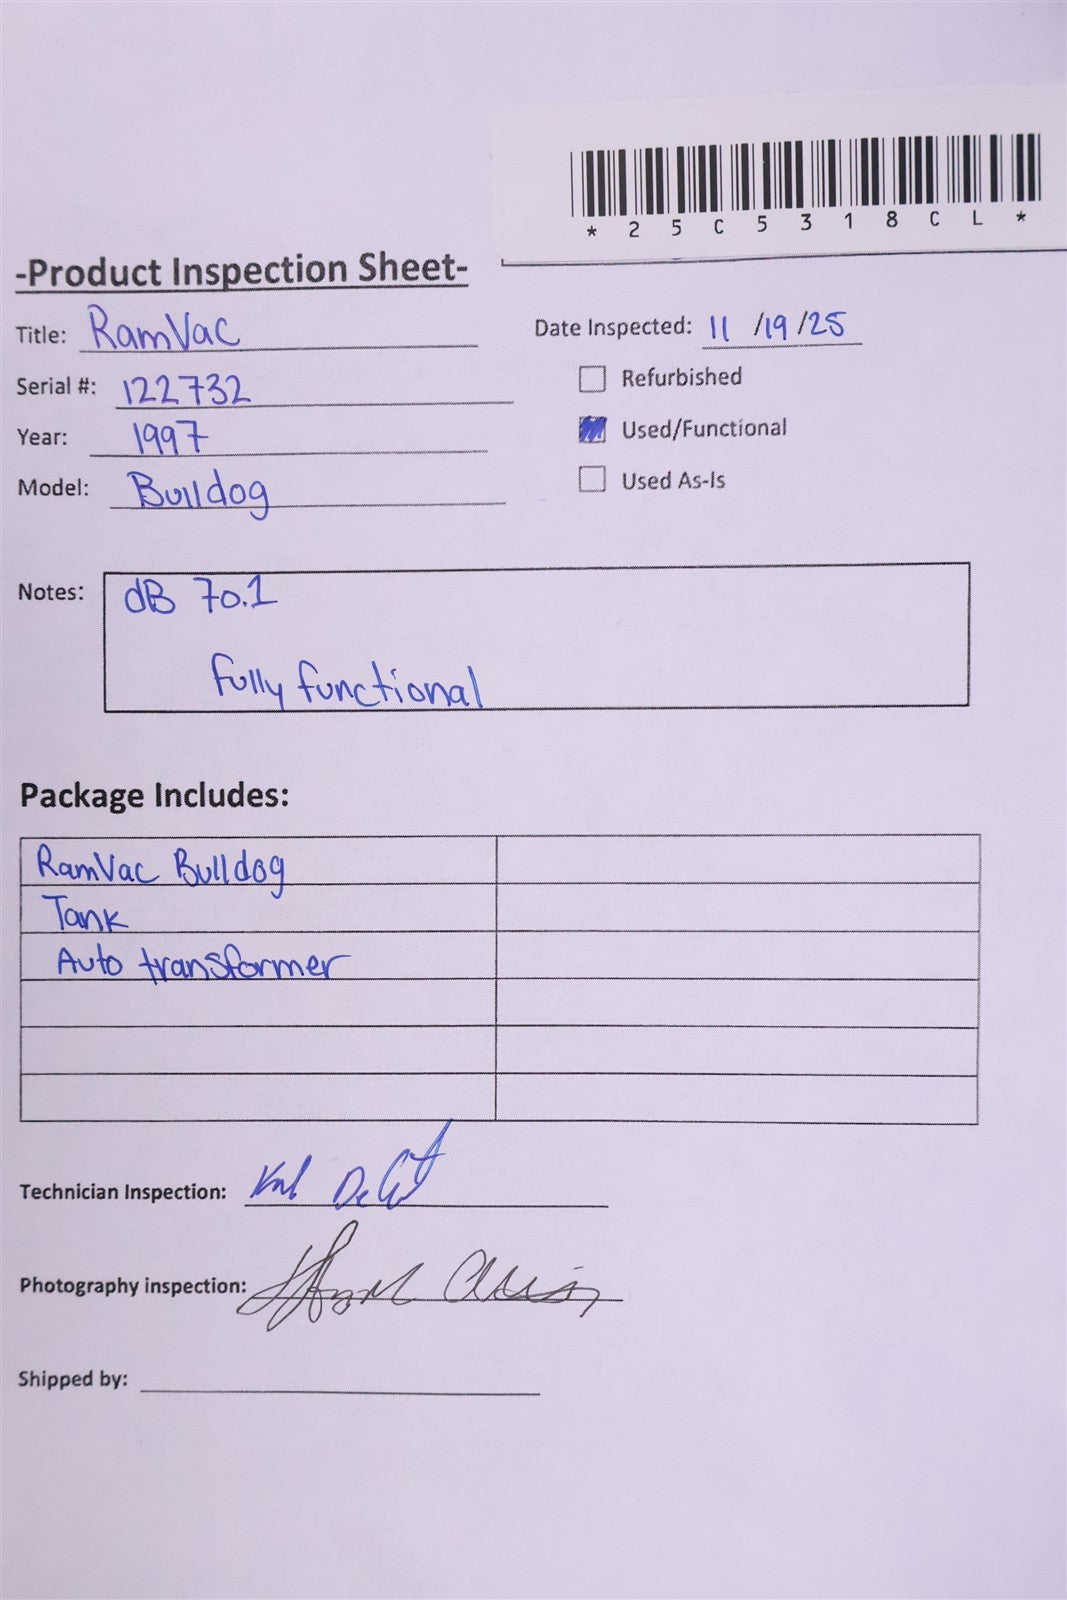 * 2 5 C 5 3 1 8 C L *
-Product Inspection Sheet-
Title: RamVac
Date Inspected: 11 /19/25
Serial #: 122732
Refurbished
Year: 1997
Used/Functional
Model: Bulldog
Used As-Is
Notes: dB 70.1
Fully functional
Package Includes:
RamVac Bulldog
Tank
Auto transformer
Technician Inspection:
Photography inspection:
Shipped by: